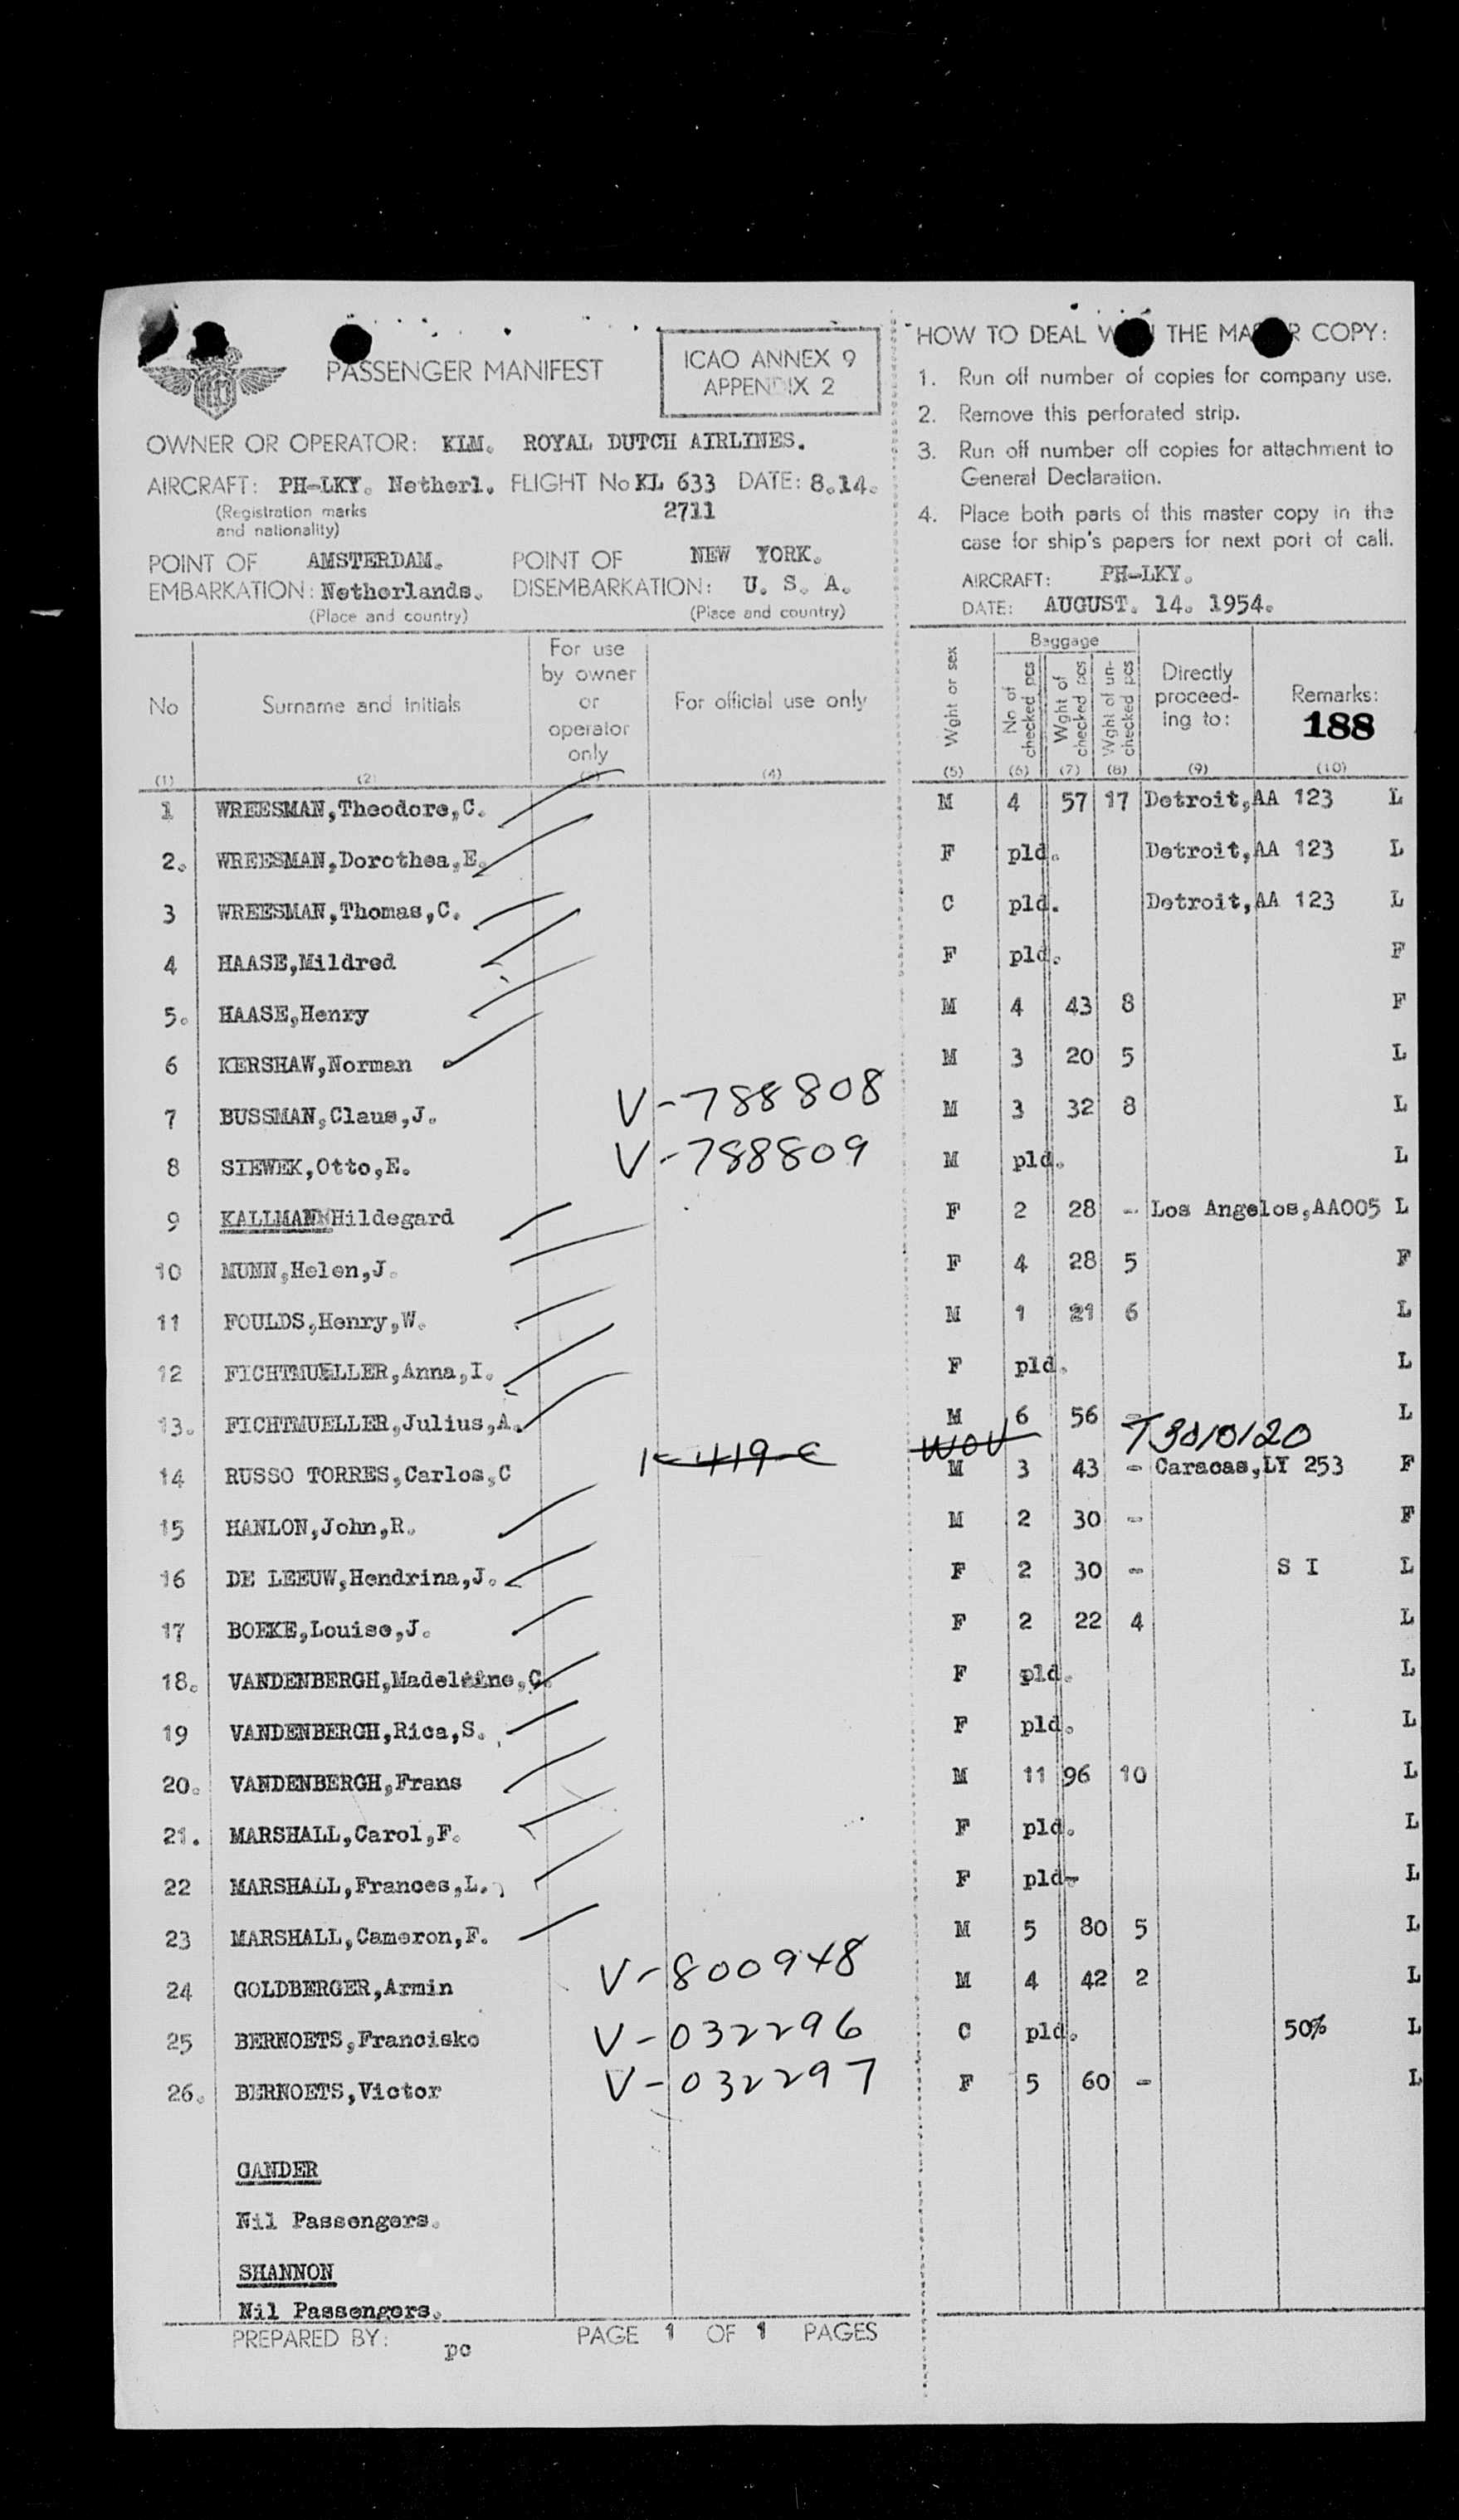 PASSENGER MANIFEST
ICAO ANNEX 9
APPENDIX 2
OWNER OR OPERATOR: KLM. ROYAL DUTCH AIRLINES.
AIRCRAFT: PH-LKY. Netherl. FLIGHT No KL 633 DATE: 8.14.
(Registration marks
and nationality)
2711
POINT OF EMBARKATION: AMSTERDAM. Netherlands.
(Place and country)
POINT OF DISEMBARKATION: NEW YORK. U. S. A.
(Place and country)
HOW TO DEAL W THE MA R COPY:
1. Run off number of copies for company use.
2. Remove this perforated strip.
3. Run off number off copies for attachment to
General Declaration.
4. Place both parts of this master copy in the
case for ship's papers for next port of call.
AIRCRAFT: PH-LKY.
DATE: AUGUST. 14. 1954.
No
Surname and initials
For use
by owner
or
operator
only
For official use only
Wght or sex
Baggage
No of checked pcs
Wght of checked pcs
Wght of un-checked pcs
Directly
proceed-
ing to:
Remarks:
188
(1) (2) (3) (4) (5) (6) (7) (8) (9) (10)
1 WREESMAN,Theodore,C. M 4 57 17 Detroit,AA 123 L
2. WREESMAN,Dorothea,E. F pld. Detroit,AA 123 L
3 WREESMAN,Thomas,C. C pld. Detroit,AA 123 L
4 HAASE,Mildred F pld. F
5. HAASE,Henry M 4 43 8 F
6 KERSHAW,Norman M 3 20 5 L
7 BUSSMAN,Claus,J. V-788808 M 3 32 8 L
8 SIEWEK,Otto,E. V-788809 M pld. L
9 KALLMANN Hildegard F 2 28 - Los Angelos,AA005 L
10 MUNN,Helen,J. F 4 28 5 F
11 FOULDS,Henry,W. M 1 21 6 L
12 FICHTMUELLER,Anna,I. F pld. L
13. FICHTMUELLER,Julius,A. M 6 56 - L
K-419-C WOV T3010120
14 RUSSO TORRES,Carlos,C M 3 43 - Caracas,LY 253 F
15 HANLON,John,R. M 2 30 - F
16 DE LEEUW,Hendrina,J. F 2 30 - S I L
17 BOEKE,Louise,J. F 2 22 4 L
18. VANDENBERGH,Madeleine,C. F pld. L
19 VANDENBERGH,Rica,S. F pld. L
20. VANDENBERGH,Frans M 11 96 10 L
21. MARSHALL,Carol,F. F pld. L
22 MARSHALL,Frances,L. F pld- L
23 MARSHALL,Cameron,F. M 5 80 5 L
24 GOLDBERGER,Armin V-800948 M 4 42 2 L
25 BERNOETS,Francisko V-032296 C pld. 50% L
26. BERNOETS,Victor V-032297 F 5 60 - L
GANDER
Nil Passengers.
SHANNON
Nil Passengers.
PREPARED BY: pc PAGE 1 OF 1 PAGES